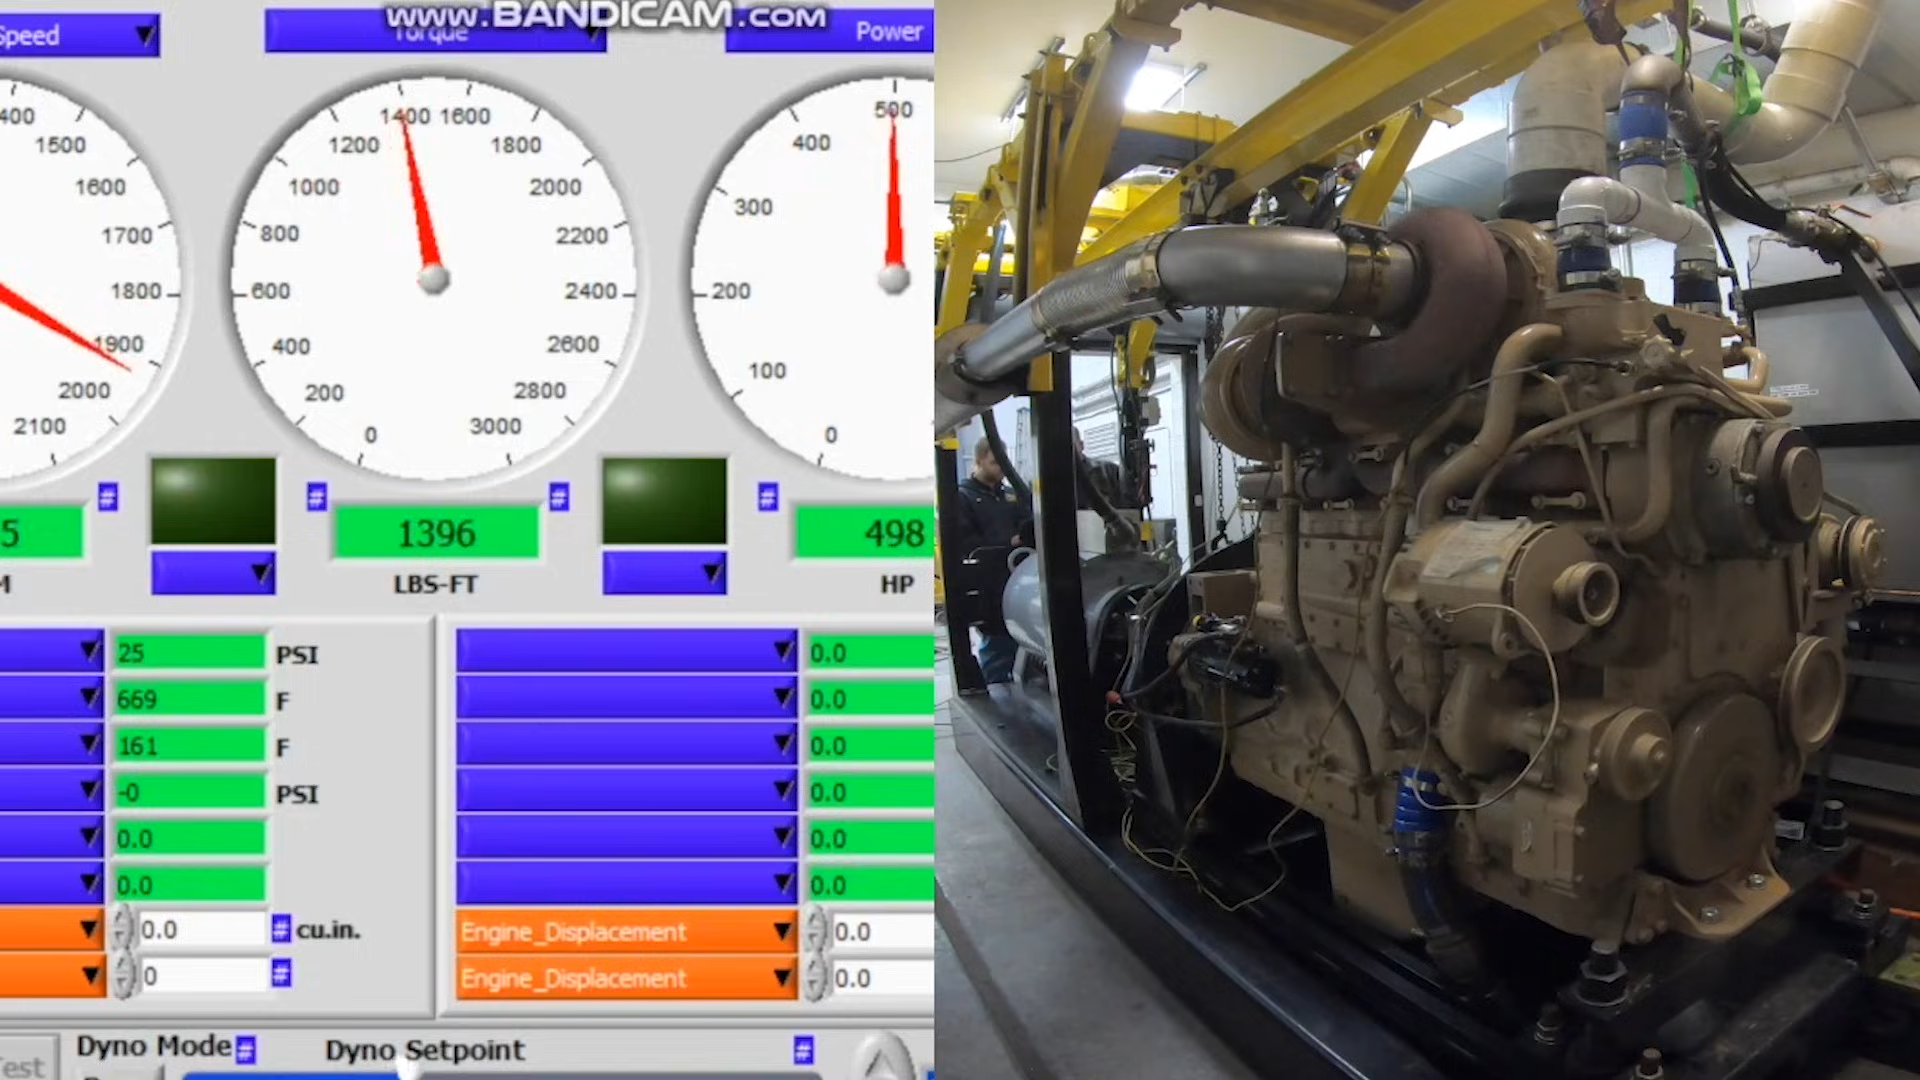 www.BANDICAM.com
Speed
Torque
Power
400
1500
1600
1700
1800
1900
2000
2100
0
200
400
600
800
1000
1200
1400
1600
1800
2000
2200
2400
2600
2800
3000
0
100
200
300
400
500
#
#
#
#
5
1396
498
M
LBS-FT
HP
25 PSI
669 F
161 F
-0 PSI
0.0
0.0
0.0 # cu.in.
0 #
0.0
0.0
0.0
0.0
0.0
0.0
Engine_Displacement 0.0
Engine_Displacement 0.0
Test
Dyno Mode #
Dyno Setpoint #